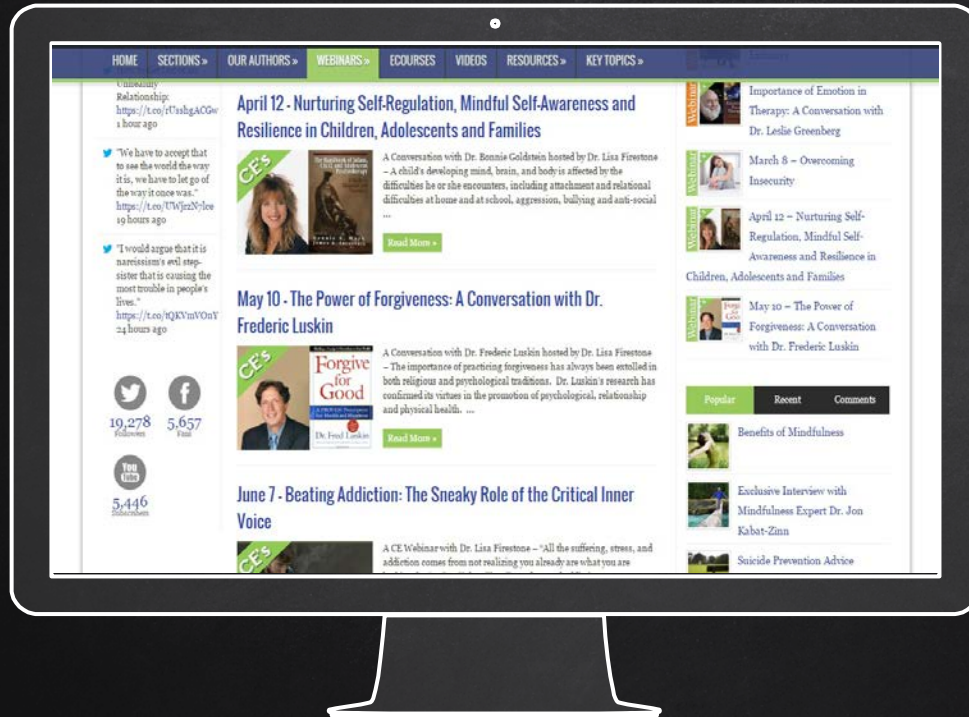 HOME SECTIONS » OUR AUTHORS » WEBINARS » ECOURSES VIDEOS RESOURCES » KEY TOPICS »
Unhealthy
Relationship:
1 hour ago
"We have to accept that
to see the world the way
it is, we have to let go of
the way it once was."
19 hours ago
"I would argue that it is
narcissism's evil step-
sister that is causing the
most trouble in people's
lives."
https://t.co/tQKVmVOnY
24 hours ago
19,278
Followers
5,657
Fans
You
Tube
5,446
Subscribers
April 12 - Nurturing Self-Regulation, Mindful Self-Awareness and
Resilience in Children, Adolescents and Families
CE's
A Conversation with Dr. Bonnie Goldstein hosted by Dr. Lisa Firestone
– A child's developing mind, brain, and body is affected by the
difficulties he or she encounters, including attachment and relational
difficulties at home and at school, aggression, bullying and anti-social
...
Read More »
May 10 - The Power of Forgiveness: A Conversation with Dr.
Frederic Luskin
CE's
Forgive
for
Good
Dr. Fred Luskin
A Conversation with Dr. Frederic Luskin hosted by Dr. Lisa Firestone
– The importance of practicing forgiveness has always been extolled in
both religious and psychological traditions. Dr. Luskin's research has
confirmed its virtues in the promotion of psychological, relationship
and physical health. ...
Read More »
June 7 - Beating Addiction: The Sneaky Role of the Critical Inner
Voice
CE's
A CE Webinar with Dr. Lisa Firestone – "All the suffering, stress, and
addiction comes from not realizing you already are what you are
Webinar
Importance of Emotion in
Therapy: A Conversation with
Dr. Leslie Greenberg
Webinar
March 8 – Overcoming
Insecurity
Webinar
April 12 – Nurturing Self-
Regulation, Mindful Self-
Awareness and Resilience in
Children, Adolescents and Families
Webinar
May 10 – The Power of
Forgiveness: A Conversation
with Dr. Frederic Luskin
Popular Recent Comments
Benefits of Mindfulness
Exclusive Interview with
Mindfulness Expert Dr. Jon
Kabat-Zinn
Suicide Prevention Advice